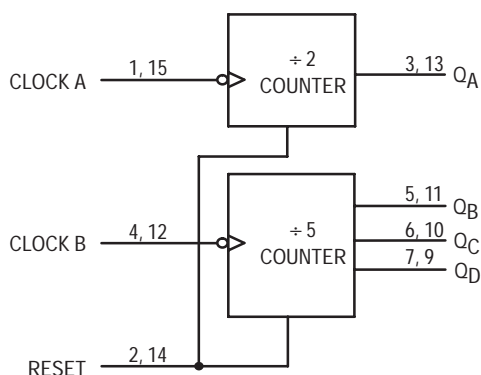 ÷ 2
COUNTER
CLOCK A
1, 15
3, 13
QA
÷ 5
COUNTER
CLOCK B
4, 12
5, 11
QB
6, 10
QC
7, 9
QD
RESET
2, 14